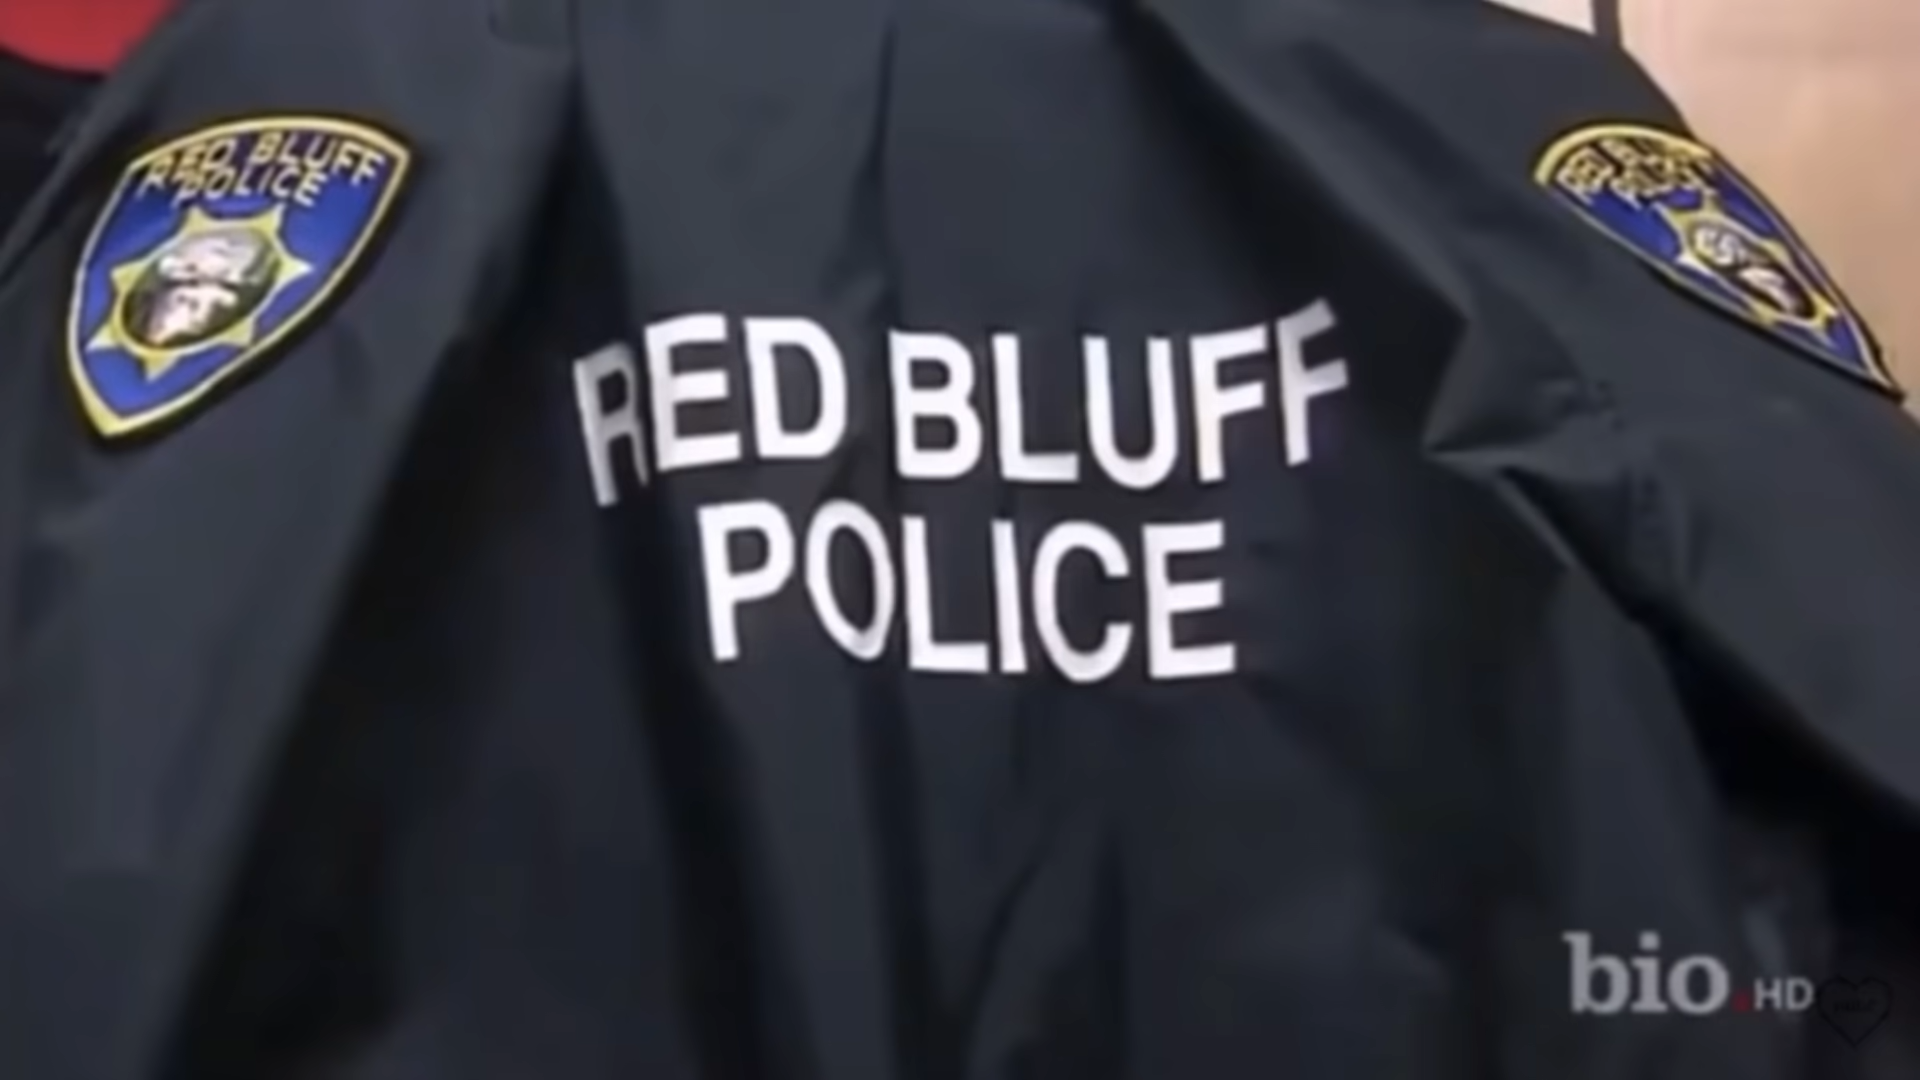 RED BLUFF
POLICE
RED BLUFF
POLICE
bio.HD